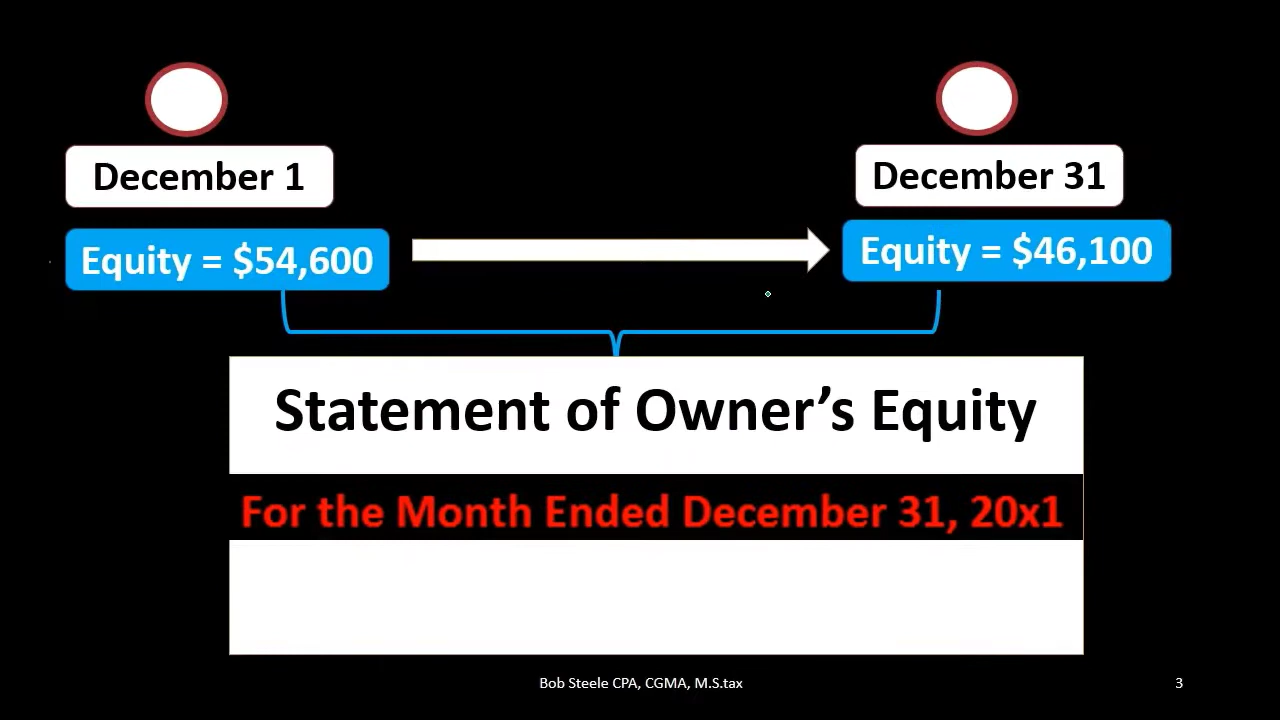 December 1
December 31
Equity = $54,600
Equity = $46,100
Statement of Owner’s Equity
For the Month Ended December 31, 20x1
Bob Steele CPA, CGMA, M.S.tax
3